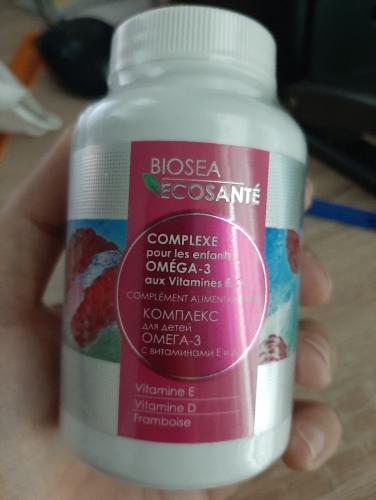 BIOSEA
ECOSANTÉ
COMPLEXE
pour les enfants
OMÉGA-3
aux Vitamines E,
COMPLÉMENT ALIMENTAIRE
КОМПЛЕКС
для детей
ОМЕГА-3
с витаминами Е и
Vitamine E
Vitamine D
Framboise